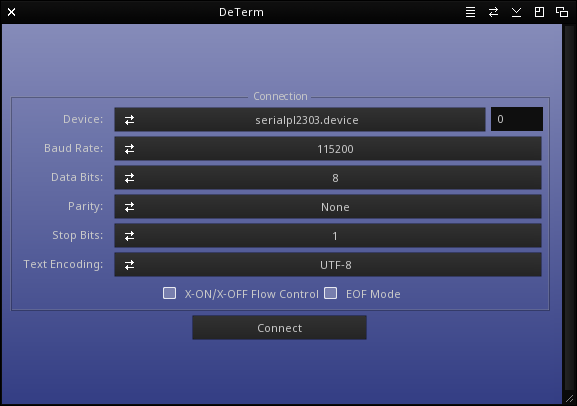 DeTerm
Connection
Device: serialpl2303.device 0
Baud Rate: 115200
Data Bits: 8
Parity: None
Stop Bits: 1
Text Encoding: UTF-8
X-ON/X-OFF Flow Control EOF Mode
Connect